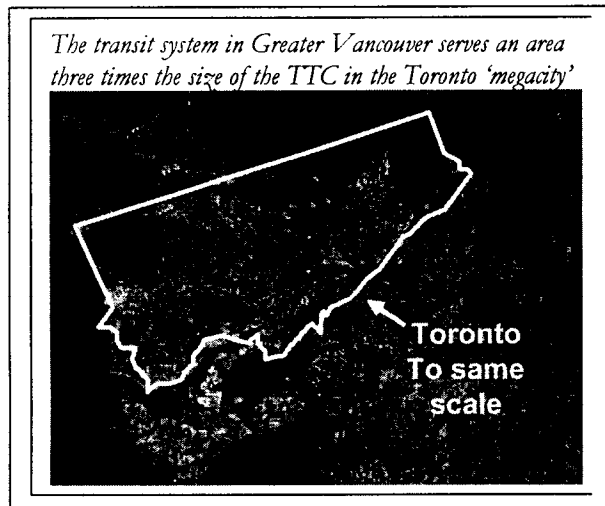 The transit system in Greater Vancouver serves an area
three times the size of the TTC in the Toronto 'megacity'
Toronto
To same
scale